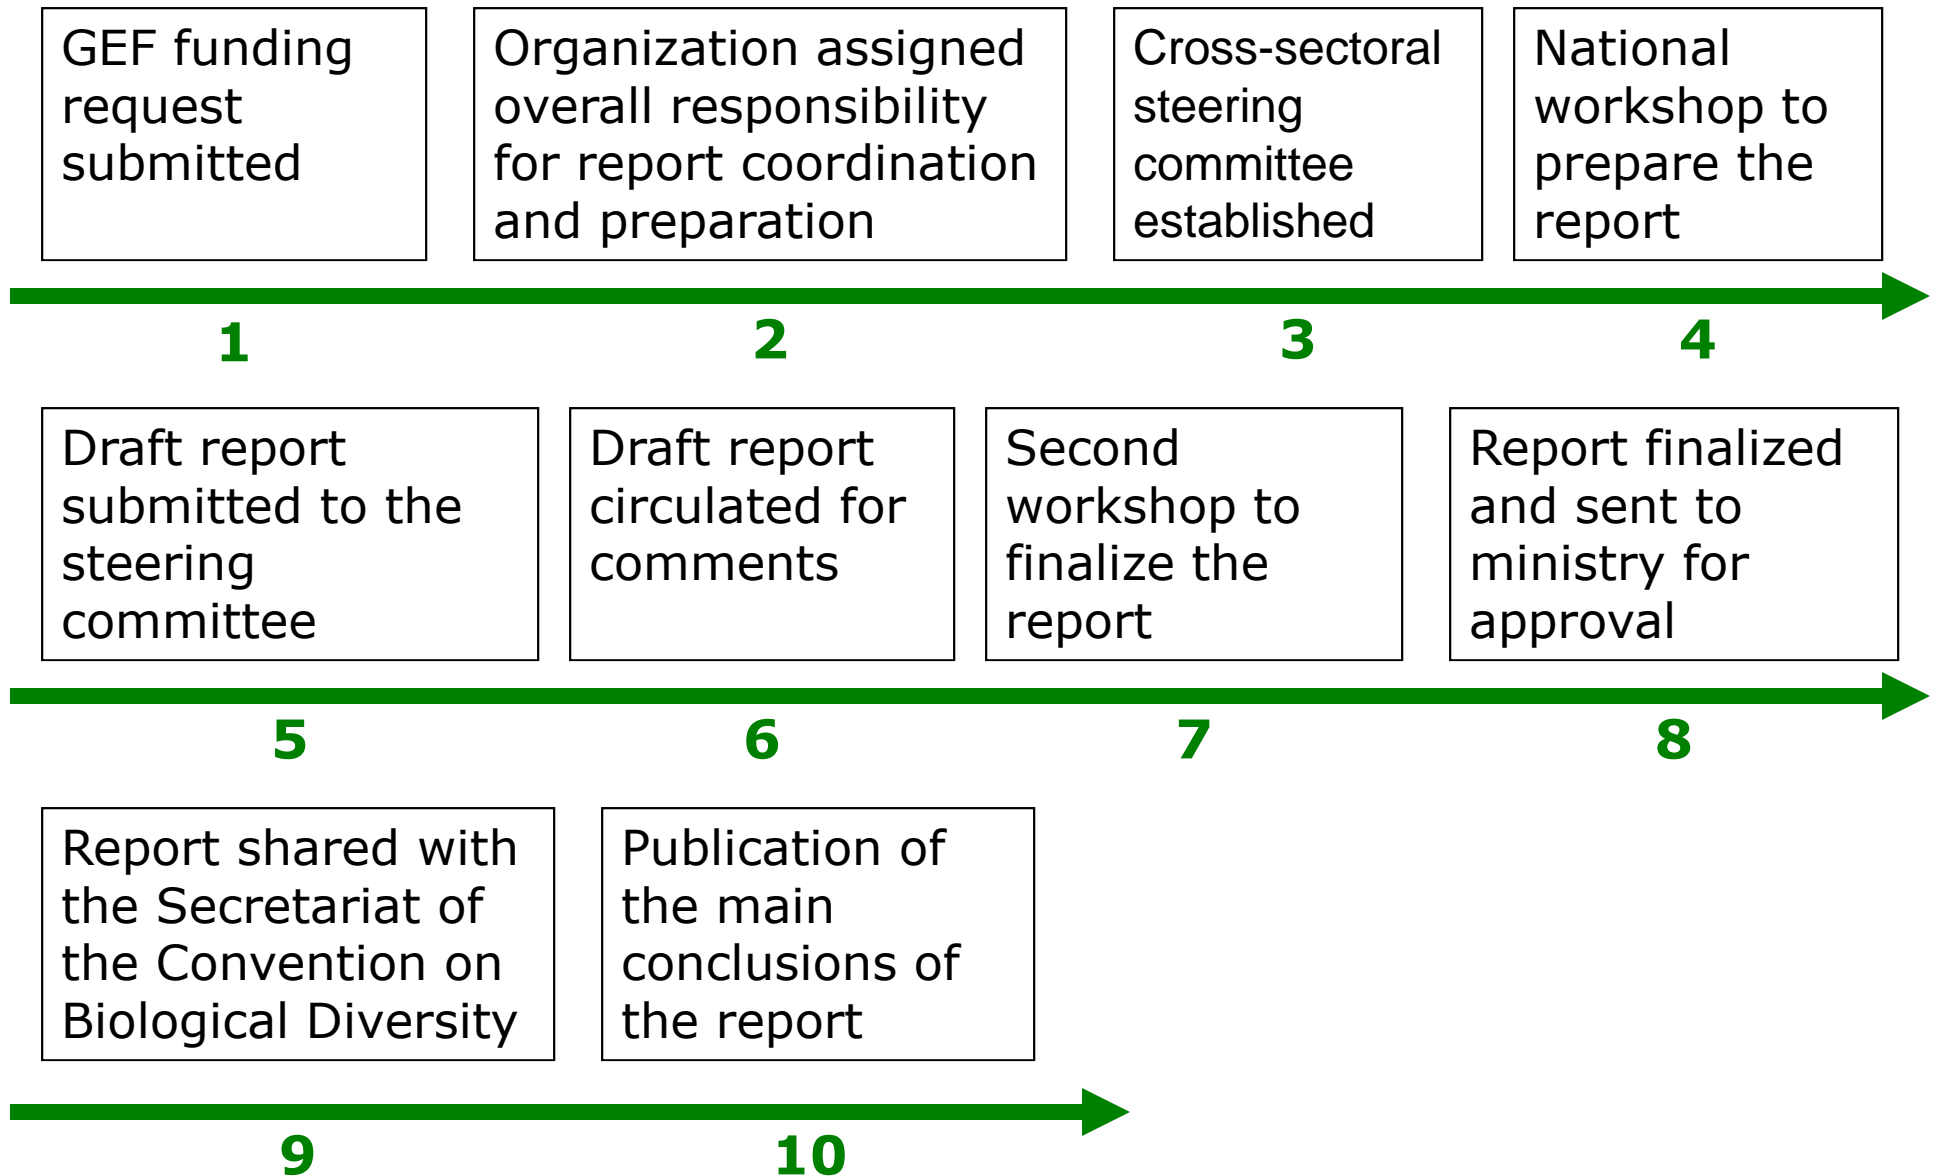 GEF funding
request
submitted
Organization assigned
overall responsibility
for report coordination
and preparation
Cross-sectoral
steering
committee
established
National
workshop to
prepare the
report
1
2
3
4
Draft report
submitted to the
steering
committee
Draft report
circulated for
comments
Second
workshop to
finalize the
report
Report finalized
and sent to
ministry for
approval
5
6
7
8
Report shared with
the Secretariat of
the Convention on
Biological Diversity
Publication of
the main
conclusions of
the report
9
10